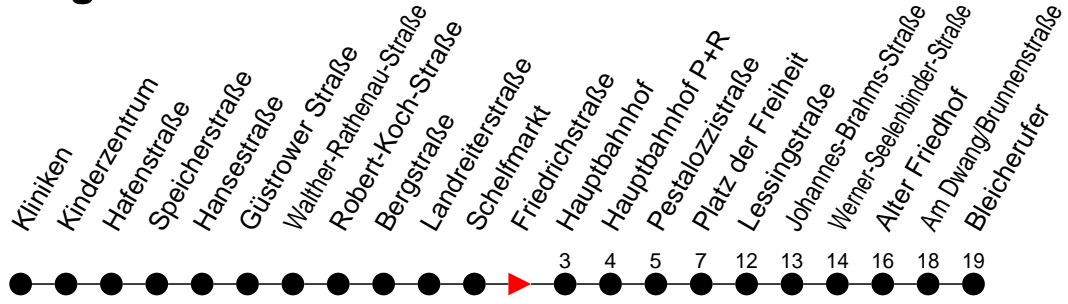 Kliniken
Kinderzentrum
Hafenstraße
Speicherstraße
Hansestraße
Güstrower Straße
Walther-Rathenau-Straße
Robert-Koch-Straße
Bergstraße
Landreiterstraße
Schelfmarkt
Friedrichstraße
Hauptbahnhof
Hauptbahnhof P+R
Pestalozzistraße
Platz der Freiheit
Lessingstraße
Johannes-Brahms-Straße
Werner-Seelenbinder-Straße
Alter Friedhof
Am Dwang/Brunnenstraße
Bleicherufer
3 4 5 7 12 13 14 16 18 19